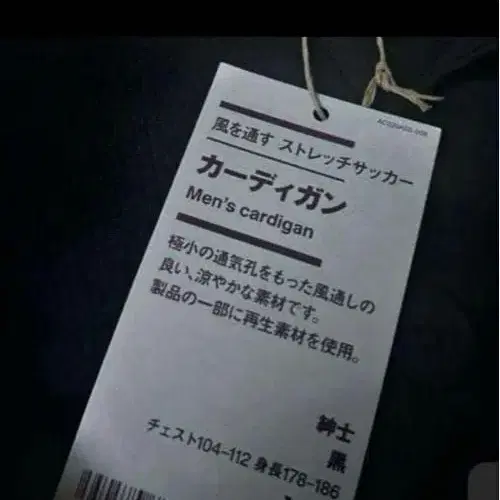 風を通す ストレッチサッカー
カーディガン
Men's cardigan
極小の通気孔をもった風通しの
良い、涼やかな素材です。
製品の一部に再生素材を使用。
紳士
黒
チェスト104-112 身長178-186